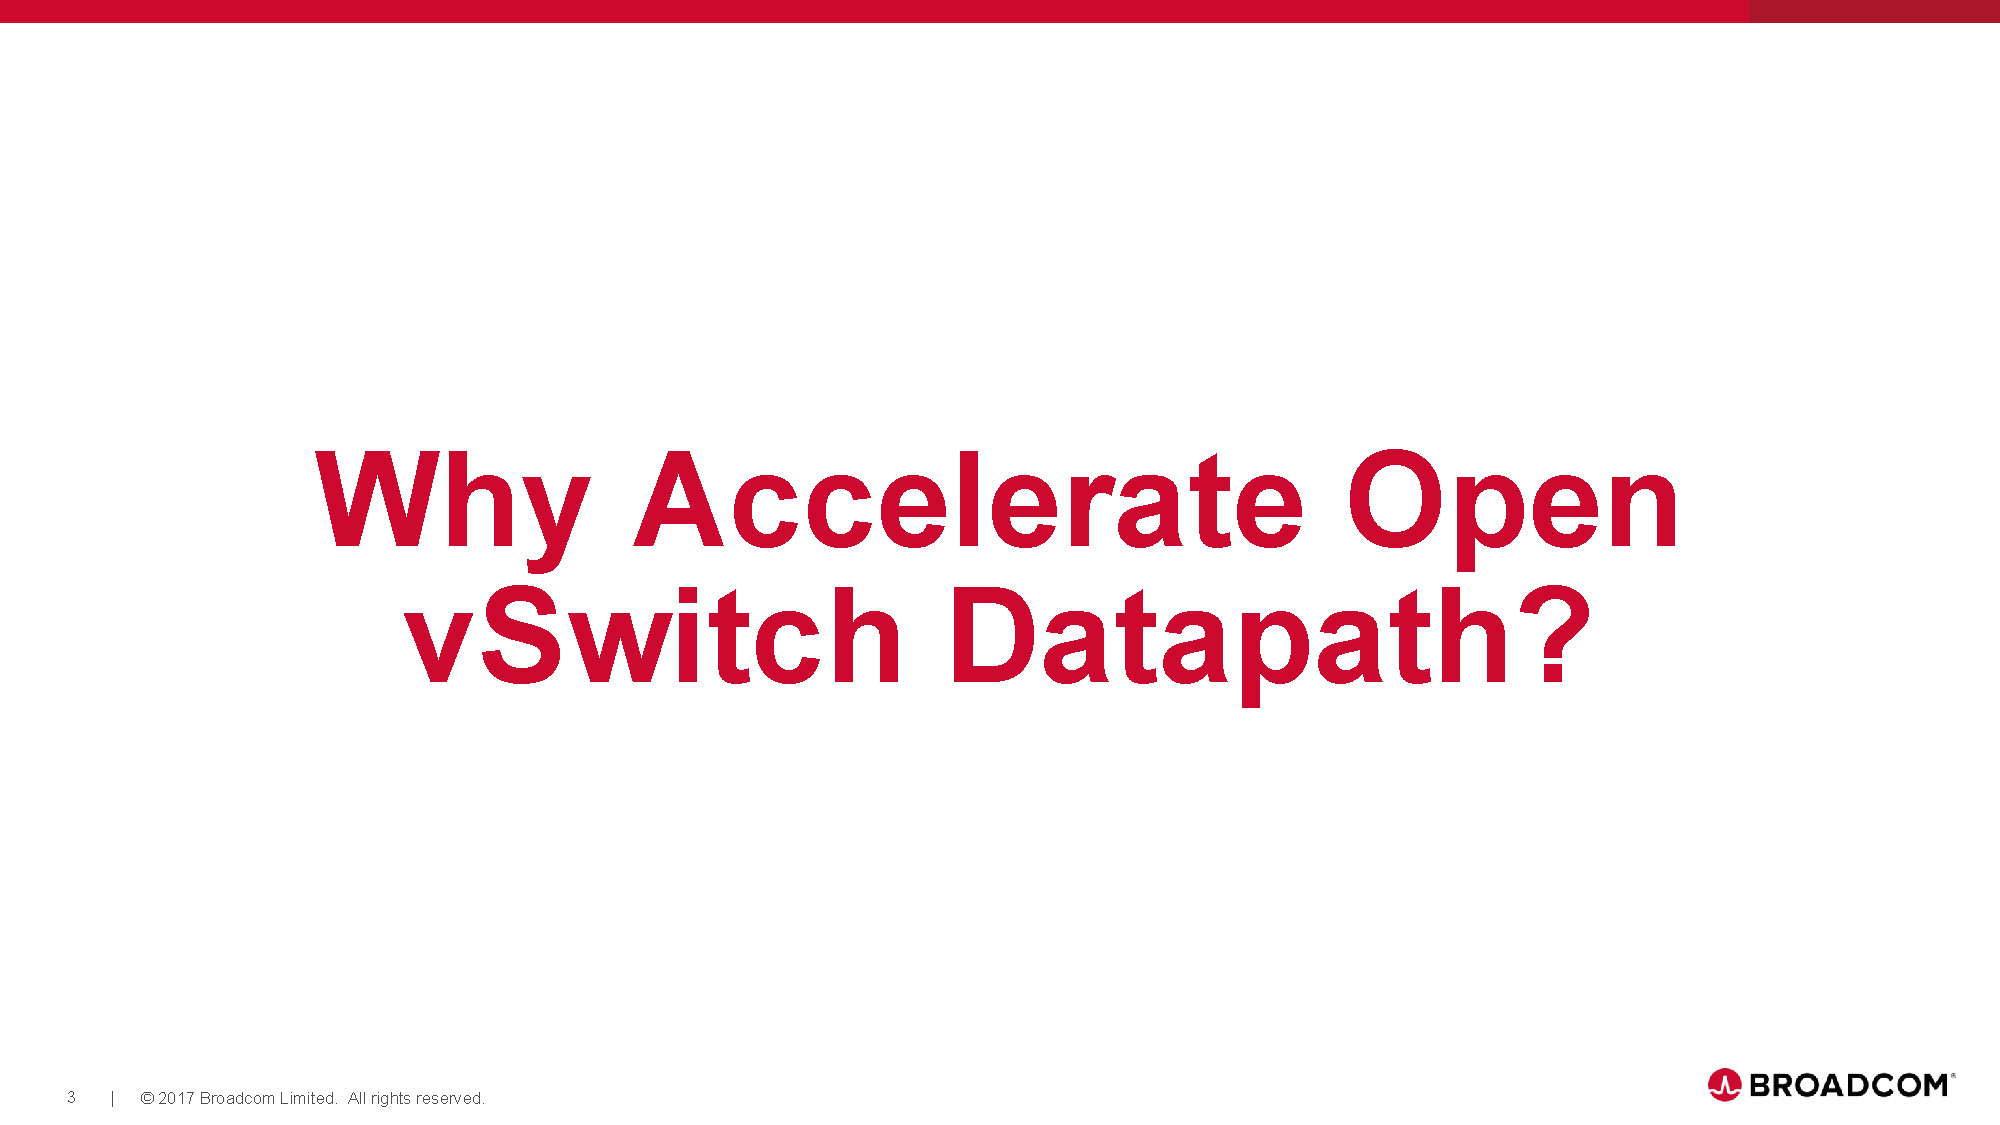 Why Accelerate Open
vSwitch Datapath?
3 | © 2017 Broadcom Limited. All rights reserved.
BROADCOM®